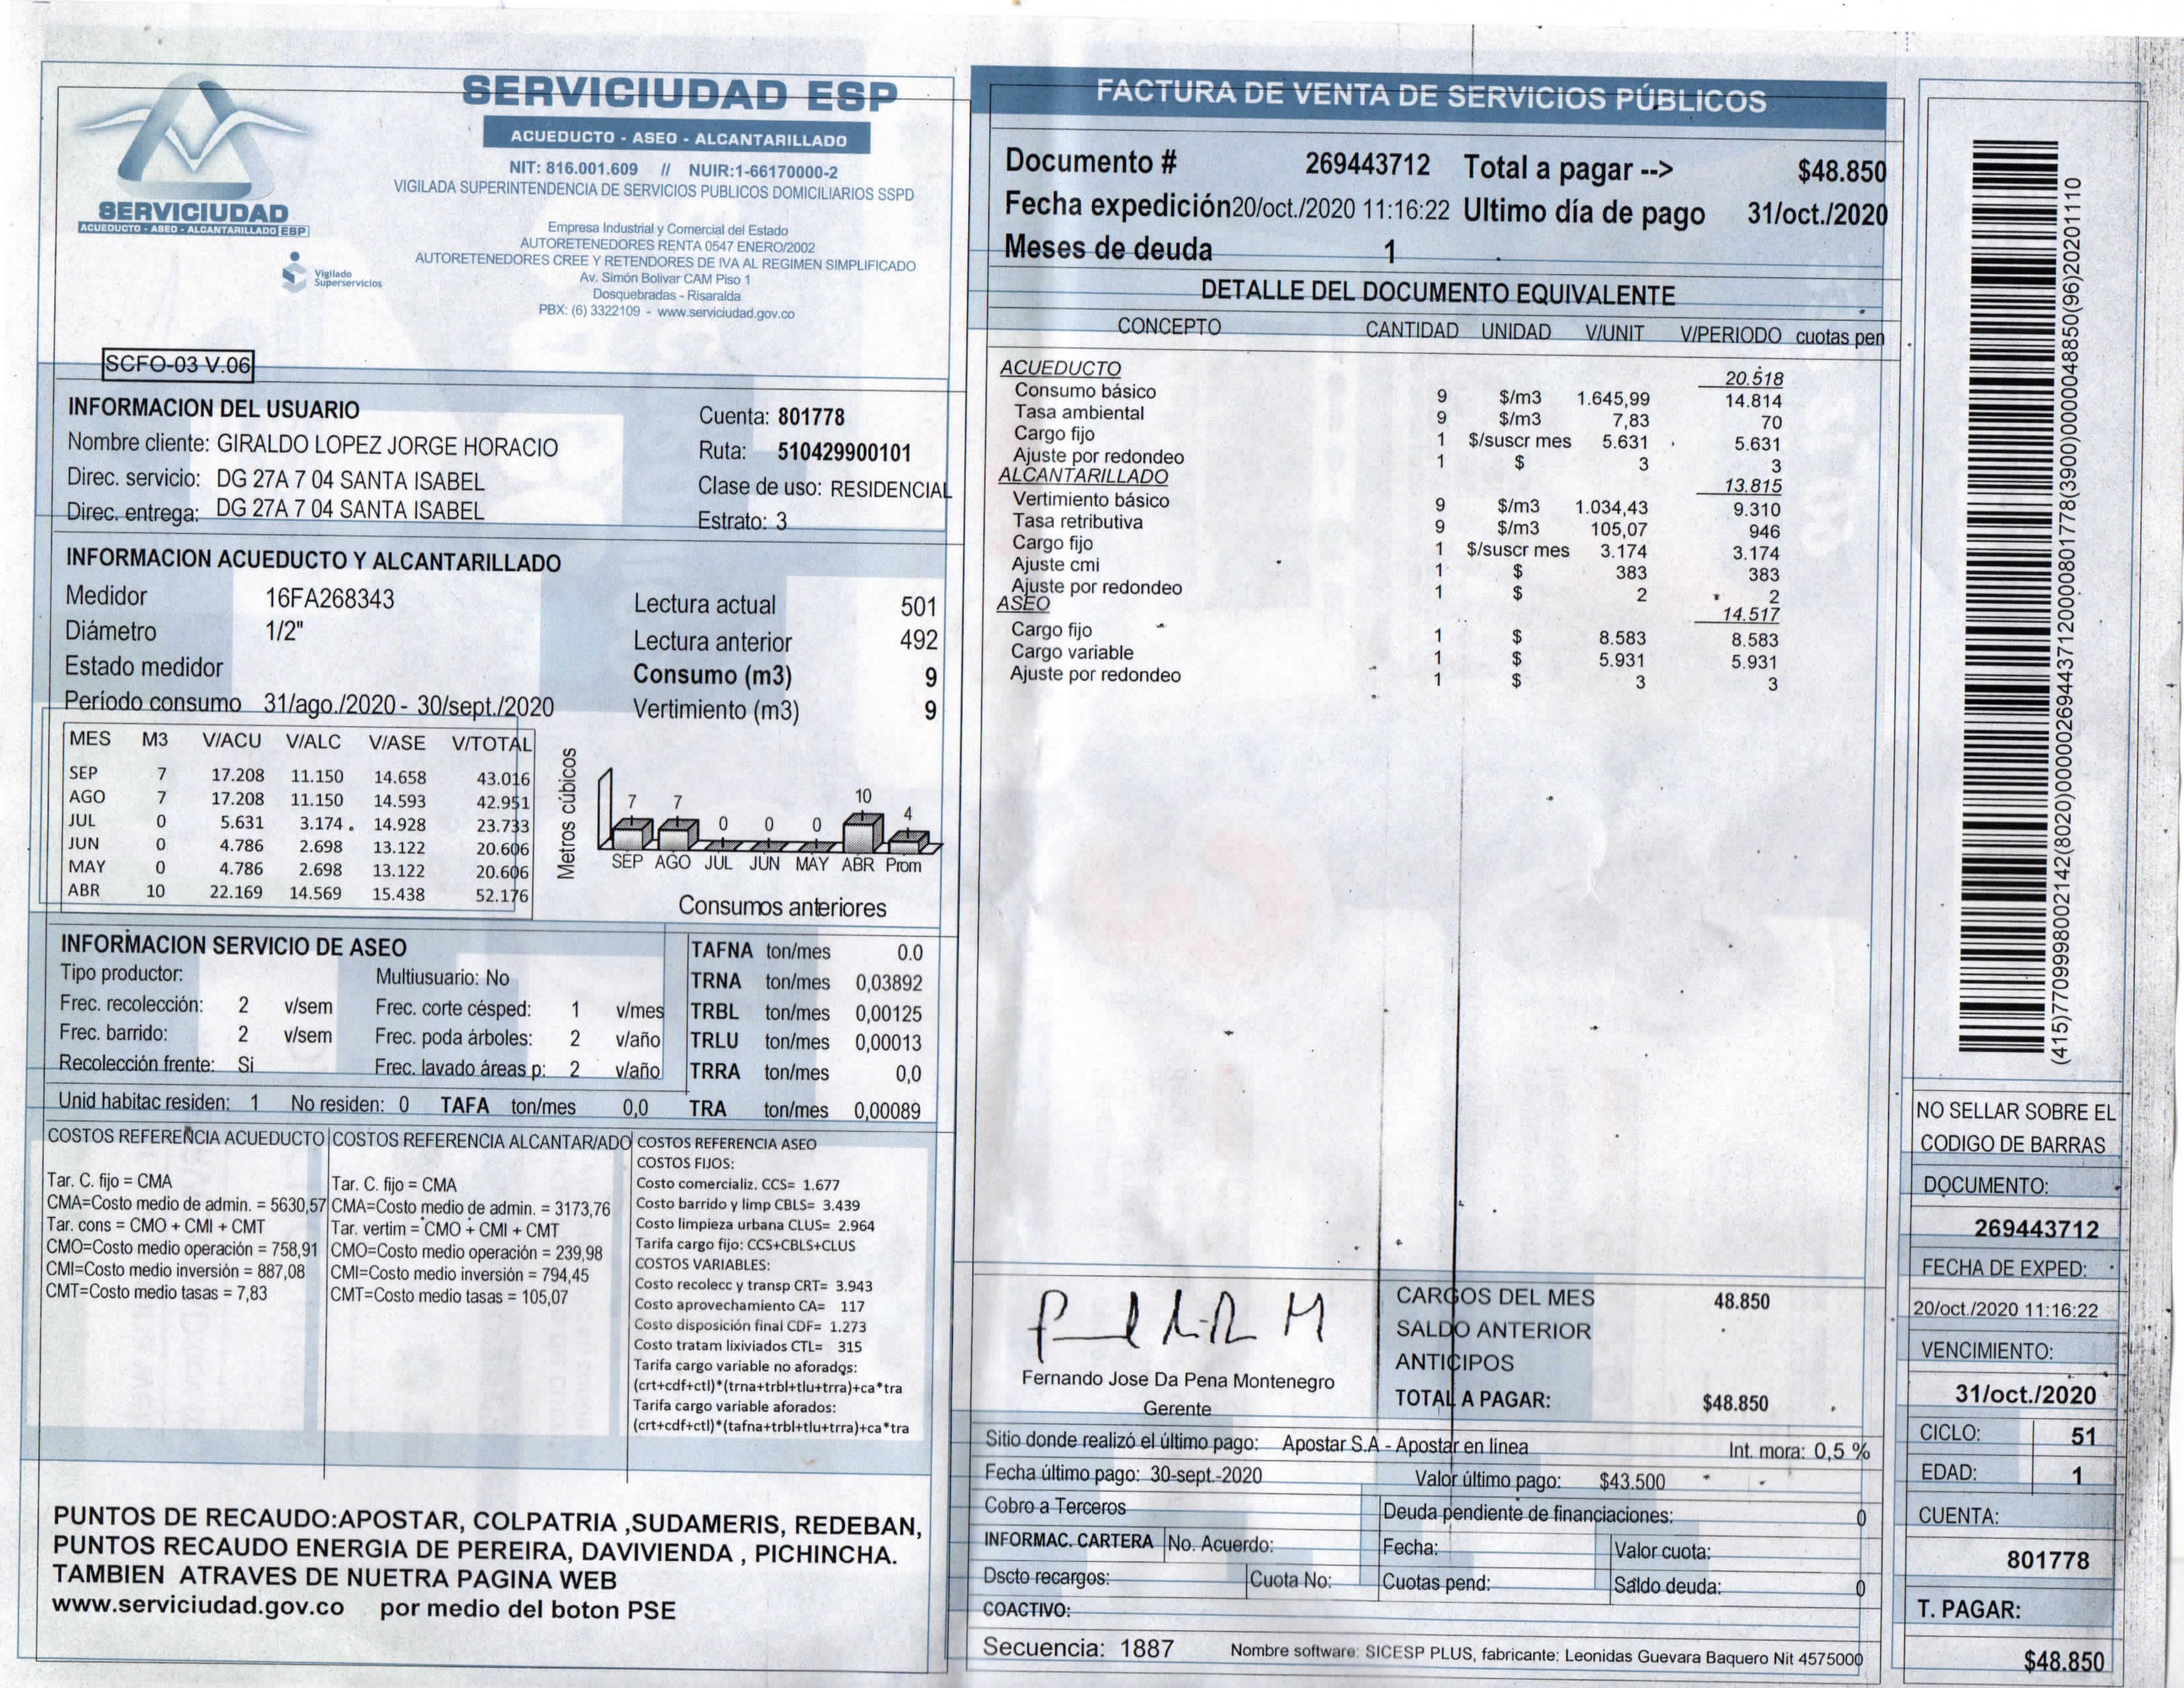 SERVICIUDAD
ACUEDUCTO - ASEO - ALCANTARILLADO ESP
Vigilado
Superservicios
SERVICIUDAD ESP
ACUEDUCTO - ASEO - ALCANTARILLADO
NIT: 816.001.609 // NUIR:1-66170000-2
VIGILADA SUPERINTENDENCIA DE SERVICIOS PUBLICOS DOMICILIARIOS SSPD
Empresa Industrial y Comercial del Estado
AUTORETENEDORES RENTA 0547 ENERO/2002
AUTORETENEDORES CREE Y RETENDORES DE IVA AL REGIMEN SIMPLIFICADO
Av. Simón Bolivar CAM Piso 1
Dosquebradas - Risaralda
PBX: (6) 3322109 - www.serviciudad.gov.co
SCFO-03 V.06
INFORMACION DEL USUARIO
Cuenta: 801778
Nombre cliente: GIRALDO LOPEZ JORGE HORACIO
Ruta: 510429900101
Direc. servicio: DG 27A 7 04 SANTA ISABEL
Clase de uso: RESIDENCIAL
Direc. entrega: DG 27A 7 04 SANTA ISABEL
Estrato: 3
INFORMACION ACUEDUCTO Y ALCANTARILLADO
Medidor 16FA268343
Lectura actual 501
Diámetro 1/2"
Lectura anterior 492
Estado medidor
Consumo (m3) 9
Período consumo 31/ago./2020 - 30/sept./2020
Vertimiento (m3) 9
MES M3 V/ACU V/ALC V/ASE V/TOTAL
SEP 7 17.208 11.150 14.658 43.016
AGO 7 17.208 11.150 14.593 42.951
JUL 0 5.631 3.174 14.928 23.733
JUN 0 4.786 2.698 13.122 20.606
MAY 0 4.786 2.698 13.122 20.606
ABR 10 22.169 14.569 15.438 52.176
Metros cúbicos
7 7 0 0 0 10 4
SEP AGO JUL JUN MAY ABR Prom
Consumos anteriores
INFORMACION SERVICIO DE ASEO
TAFNA ton/mes 0.0
Tipo productor: Multiusuario: No
TRNA ton/mes 0,03892
Frec. recolección: 2 v/sem Frec. corte césped: 1 v/mes
TRBL ton/mes 0,00125
Frec. barrido: 2 v/sem Frec. poda árboles: 2 v/año
TRLU ton/mes 0,00013
Recolección frente: Si Frec. lavado áreas p: 2 v/año
TRRA ton/mes 0,0
Unid habitac residen: 1 No residen: 0 TAFA ton/mes 0,0 TRA ton/mes 0,00089
COSTOS REFERENCIA ACUEDUCTO
Tar. C. fijo = CMA
CMA=Costo medio de admin. = 5630,57
Tar. cons = CMO + CMI + CMT
CMO=Costo medio operación = 758,91
CMI=Costo medio inversión = 887,08
CMT=Costo medio tasas = 7,83
COSTOS REFERENCIA ALCANTAR/ADO
Tar. C. fijo = CMA
CMA=Costo medio de admin. = 3173,76
Tar. vertim = CMO + CMI + CMT
CMO=Costo medio operación = 239,98
CMI=Costo medio inversión = 794,45
CMT=Costo medio tasas = 105,07
COSTOS REFERENCIA ASEO
COSTOS FIJOS:
Costo comercializ. CCS= 1.677
Costo barrido y limp CBLS= 3.439
Costo limpieza urbana CLUS= 2.964
Tarifa cargo fijo: CCS+CBLS+CLUS
COSTOS VARIABLES:
Costo recolecc y transp CRT= 3.943
Costo aprovechamiento CA= 117
Costo disposición final CDF= 1.273
Costo tratam lixiviados CTL= 315
Tarifa cargo variable no aforados:
(crt+cdf+ctl)*(trna+trbl+tlu+trra)+ca*tra
Tarifa cargo variable aforados:
(crt+cdf+ctl)*(tafna+trbl+tlu+trra)+ca*tra
PUNTOS DE RECAUDO:APOSTAR, COLPATRIA ,SUDAMERIS, REDEBAN,
PUNTOS RECAUDO ENERGIA DE PEREIRA, DAVIVIENDA , PICHINCHA.
TAMBIEN ATRAVES DE NUETRA PAGINA WEB
www.serviciudad.gov.co por medio del boton PSE
FACTURA DE VENTA DE SERVICIOS PÚBLICOS
Documento # 269443712 Total a pagar --> $48.850
Fecha expedición 20/oct./2020 11:16:22 Ultimo día de pago 31/oct./2020
Meses de deuda 1
DETALLE DEL DOCUMENTO EQUIVALENTE
CONCEPTO CANTIDAD UNIDAD V/UNIT V/PERIODO cuotas pen
ACUEDUCTO 20.518
Consumo básico 9 $/m3 1.645,99 14.814
Tasa ambiental 9 $/m3 7,83 70
Cargo fijo 1 $/suscr mes 5.631 5.631
Ajuste por redondeo 1 $ 3 3
ALCANTARILLADO 13.815
Vertimiento básico 9 $/m3 1.034,43 9.310
Tasa retributiva 9 $/m3 105,07 946
Cargo fijo 1 $/suscr mes 3.174 3.174
Ajuste cmi 1 $ 383 383
Ajuste por redondeo 1 $ 2 2
ASEO 14.517
Cargo fijo 1 $ 8.583 8.583
Cargo variable 1 $ 5.931 5.931
Ajuste por redondeo 1 $ 3 3
Fernando Jose Da Pena Montenegro
Gerente
CARGOS DEL MES 48.850
SALDO ANTERIOR
ANTICIPOS
TOTAL A PAGAR: $48.850
Sitio donde realizó el último pago: Apostar S.A - Apostar en linea Int. mora: 0,5 %
Fecha último pago: 30-sept.-2020 Valor último pago: $43.500
Cobro a Terceros Deuda pendiente de financiaciones: 0
INFORMAC. CARTERA No. Acuerdo: Fecha: Valor cuota:
Dscto recargos: Cuota No: Cuotas pend: Saldo deuda: 0
COACTIVO:
Secuencia: 1887 Nombre software: SICESP PLUS, fabricante: Leonidas Guevara Baquero Nit 4575000
(415)7709998002142(8020)000002694437120000801778(3900)0000048850(96)20201110
NO SELLAR SOBRE EL
CODIGO DE BARRAS
DOCUMENTO:
269443712
FECHA DE EXPED:
20/oct./2020 11:16:22
VENCIMIENTO:
31/oct./2020
CICLO: 51
EDAD: 1
CUENTA:
801778
T. PAGAR:
$48.850